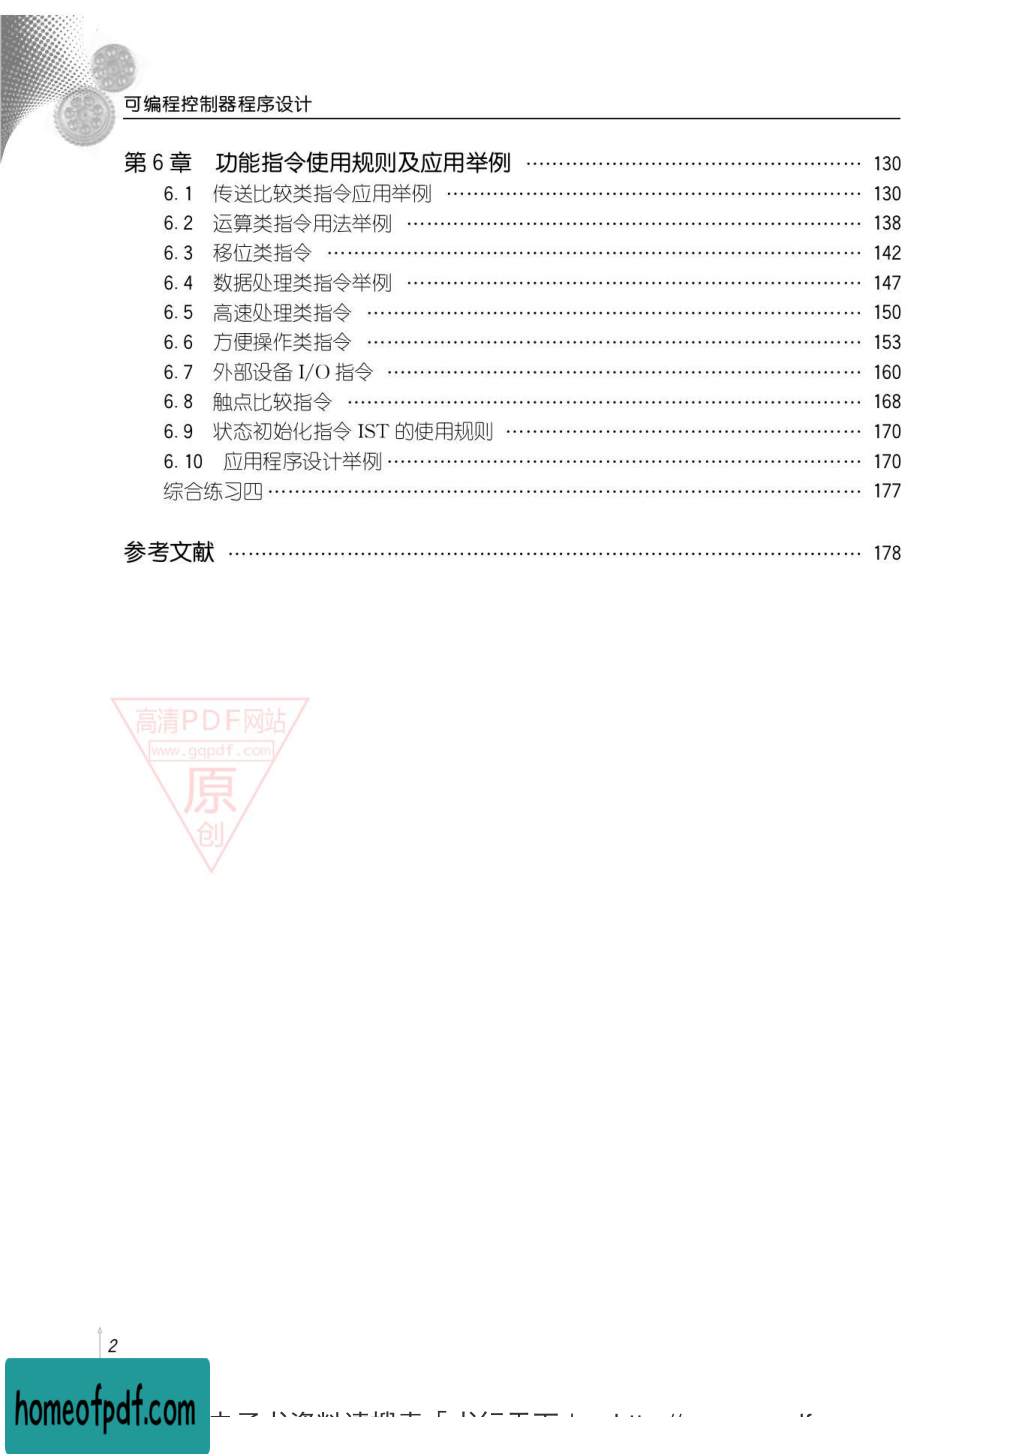 可编程控制器程序设计
第 6 章 功能指令使用规则及应用举例 …… 130
6. 1 传送比较类指令应用举例 …… 130
6. 2 运算类指令用法举例 …… 138
6. 3 移位类指令 …… 142
6. 4 数据处理类指令举例 …… 147
6. 5 高速处理类指令 …… 150
6. 6 方便操作类指令 …… 153
6. 7 外部设备 I/O 指令 …… 160
6. 8 触点比较指令 …… 168
6. 9 状态初始化指令 IST 的使用规则 …… 170
6. 10 应用程序设计举例 …… 170
综合练习四 …… 177
参考文献 …… 178
高清PDF网站
www.gqpdf.com
原
创
2
homeofpdf.com